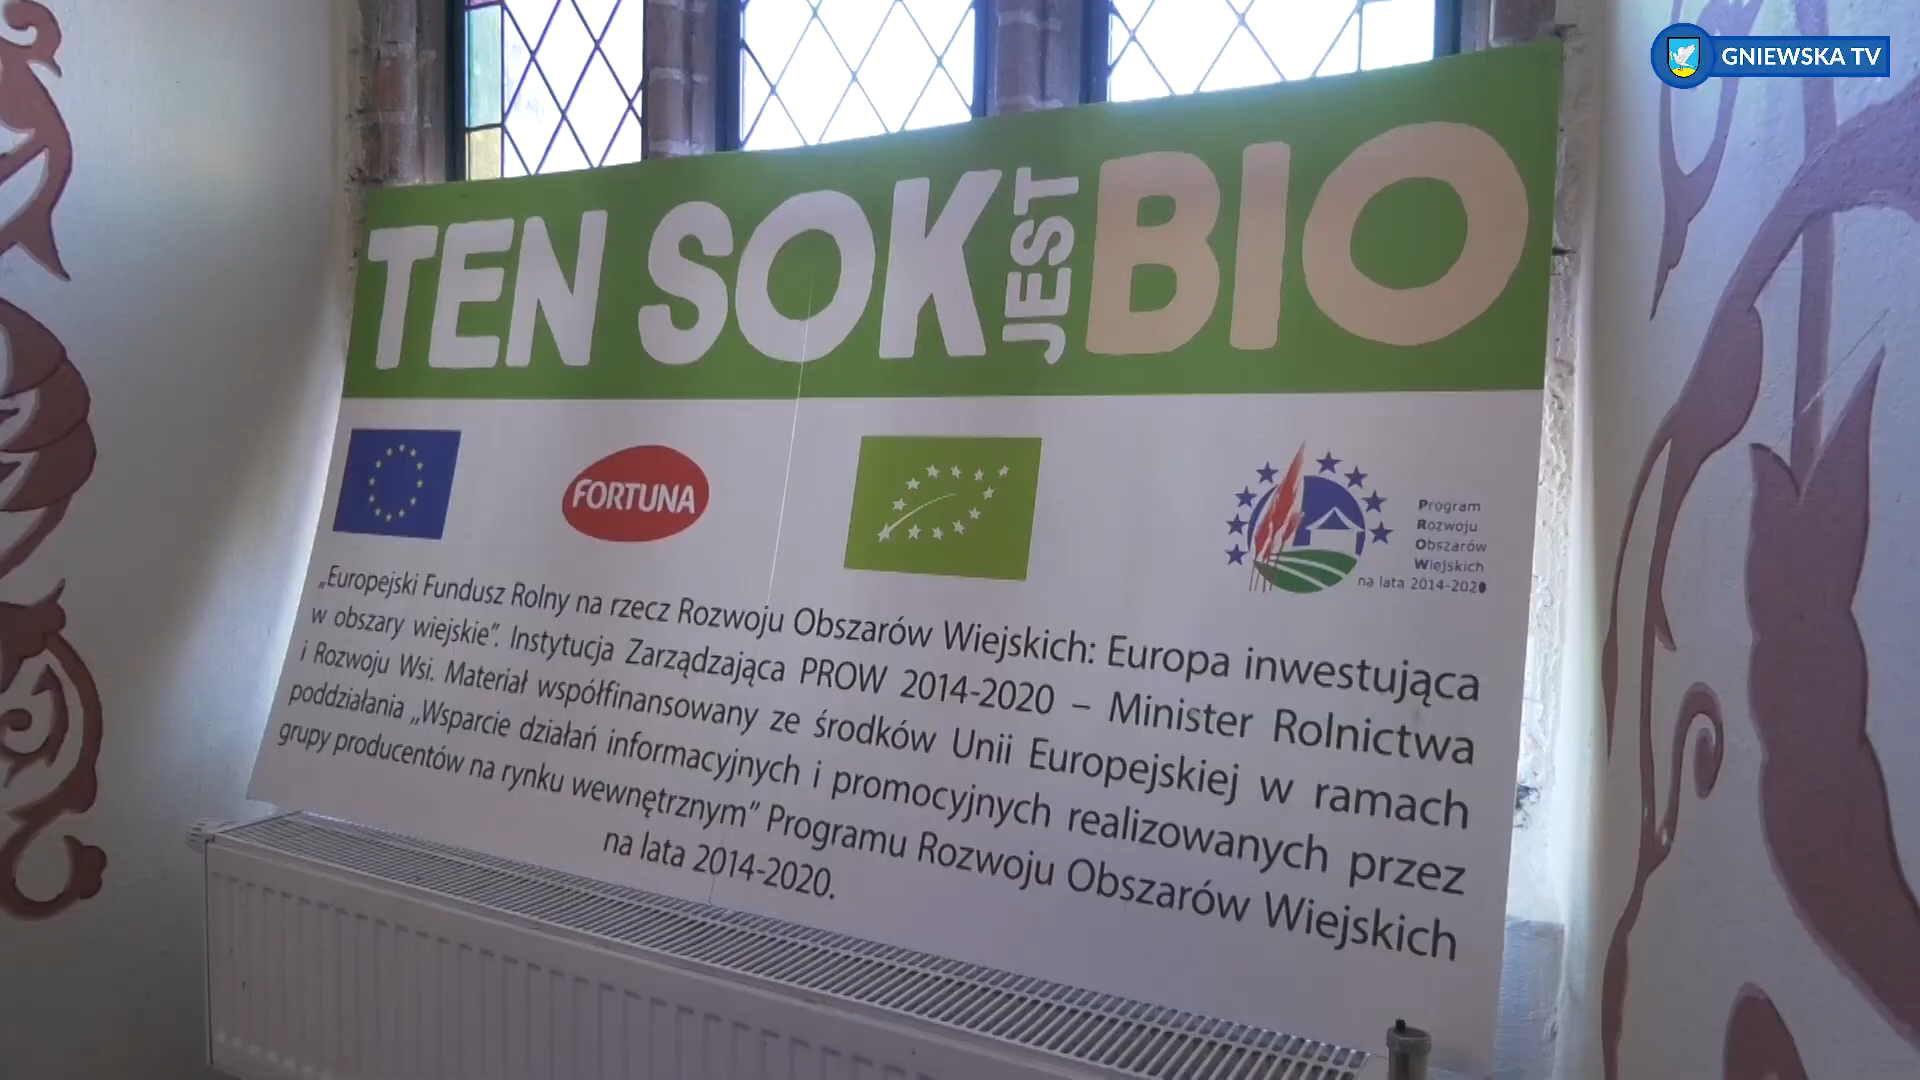 GNIEWSKA TV
TEN SOK JEST BIO
FORTUNA
Program
Rozwoju
Obszarów
Wiejskich
na lata 2014-2020
„Europejski Fundusz Rolny na rzecz Rozwoju Obszarów Wiejskich: Europa inwestująca
w obszary wiejskie”. Instytucja Zarządzająca PROW 2014-2020 – Minister Rolnictwa
i Rozwoju Wsi. Materiał współfinansowany ze środków Unii Europejskiej w ramach
poddziałania „Wsparcie działań informacyjnych i promocyjnych realizowanych przez
grupy producentów na rynku wewnętrznym” Programu Rozwoju Obszarów Wiejskich
na lata 2014-2020.